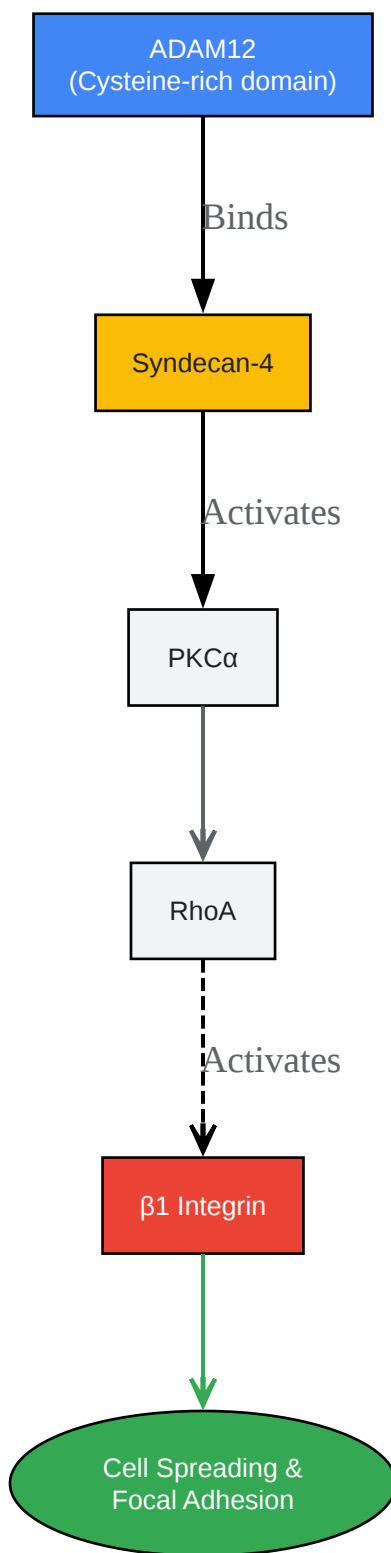 ADAM12
(Cysteine-rich domain)
Binds
Syndecan-4
Activates
PKCα
RhoA
Activates
β1 Integrin
Cell Spreading &
Focal Adhesion